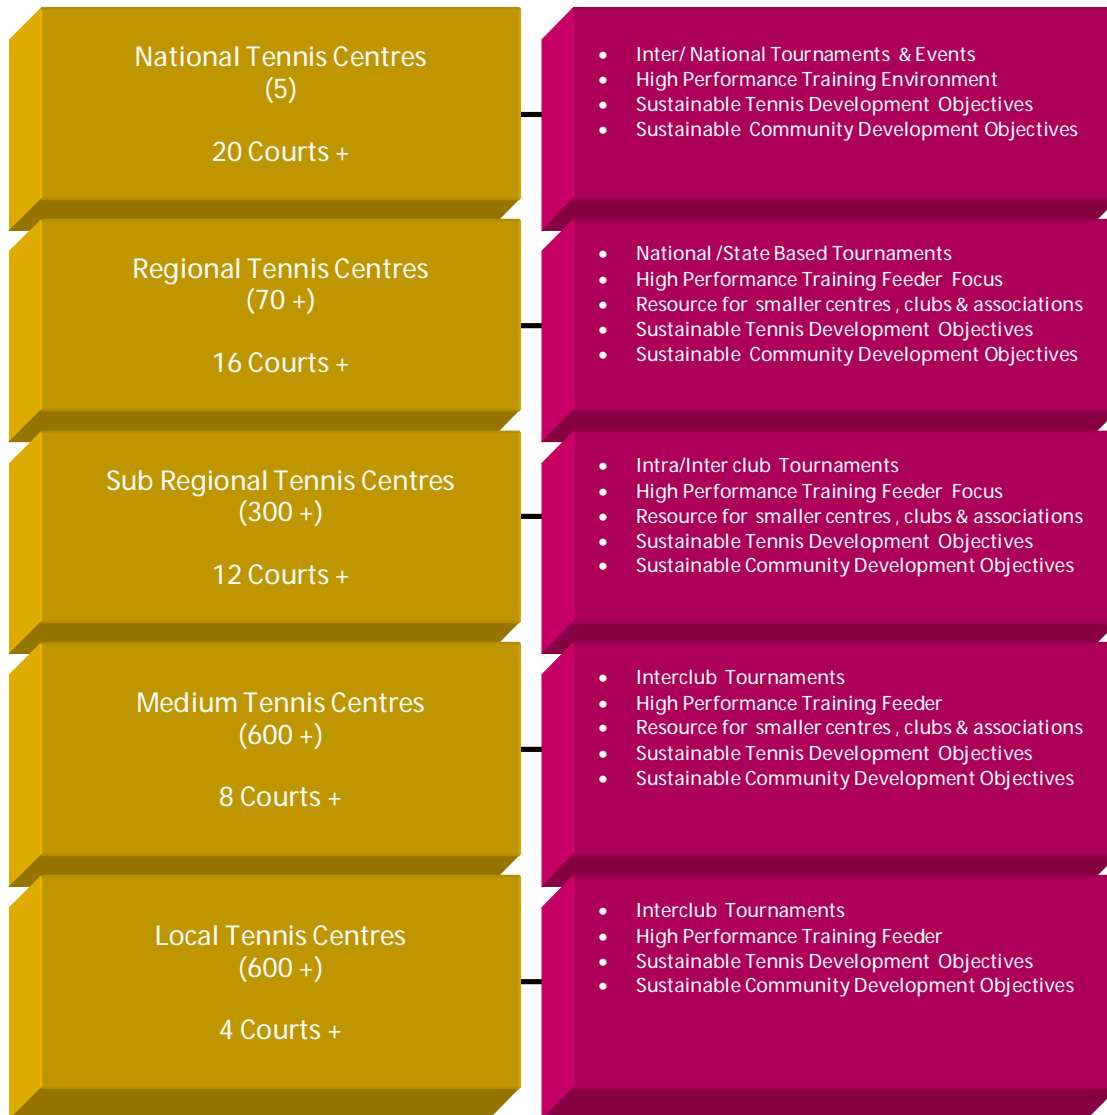 National Tennis Centres
(5)
20 Courts +
• Inter/ National Tournaments & Events
• High Performance Training Environment
• Sustainable Tennis Development Objectives
• Sustainable Community Development Objectives
Regional Tennis Centres
(70 +)
16 Courts +
• National /State Based Tournaments
• High Performance Training Feeder Focus
• Resource for smaller centres , clubs & associations
• Sustainable Tennis Development Objectives
• Sustainable Community Development Objectives
Sub Regional Tennis Centres
(300 +)
12 Courts +
• Intra/Inter club Tournaments
• High Performance Training Feeder Focus
• Resource for smaller centres , clubs & associations
• Sustainable Tennis Development Objectives
• Sustainable Community Development Objectives
Medium Tennis Centres
(600 +)
8 Courts +
• Interclub Tournaments
• High Performance Training Feeder
• Resource for smaller centres , clubs & associations
• Sustainable Tennis Development Objectives
• Sustainable Community Development Objectives
Local Tennis Centres
(600 +)
4 Courts +
• Interclub Tournaments
• High Performance Training Feeder
• Sustainable Tennis Development Objectives
• Sustainable Community Development Objectives